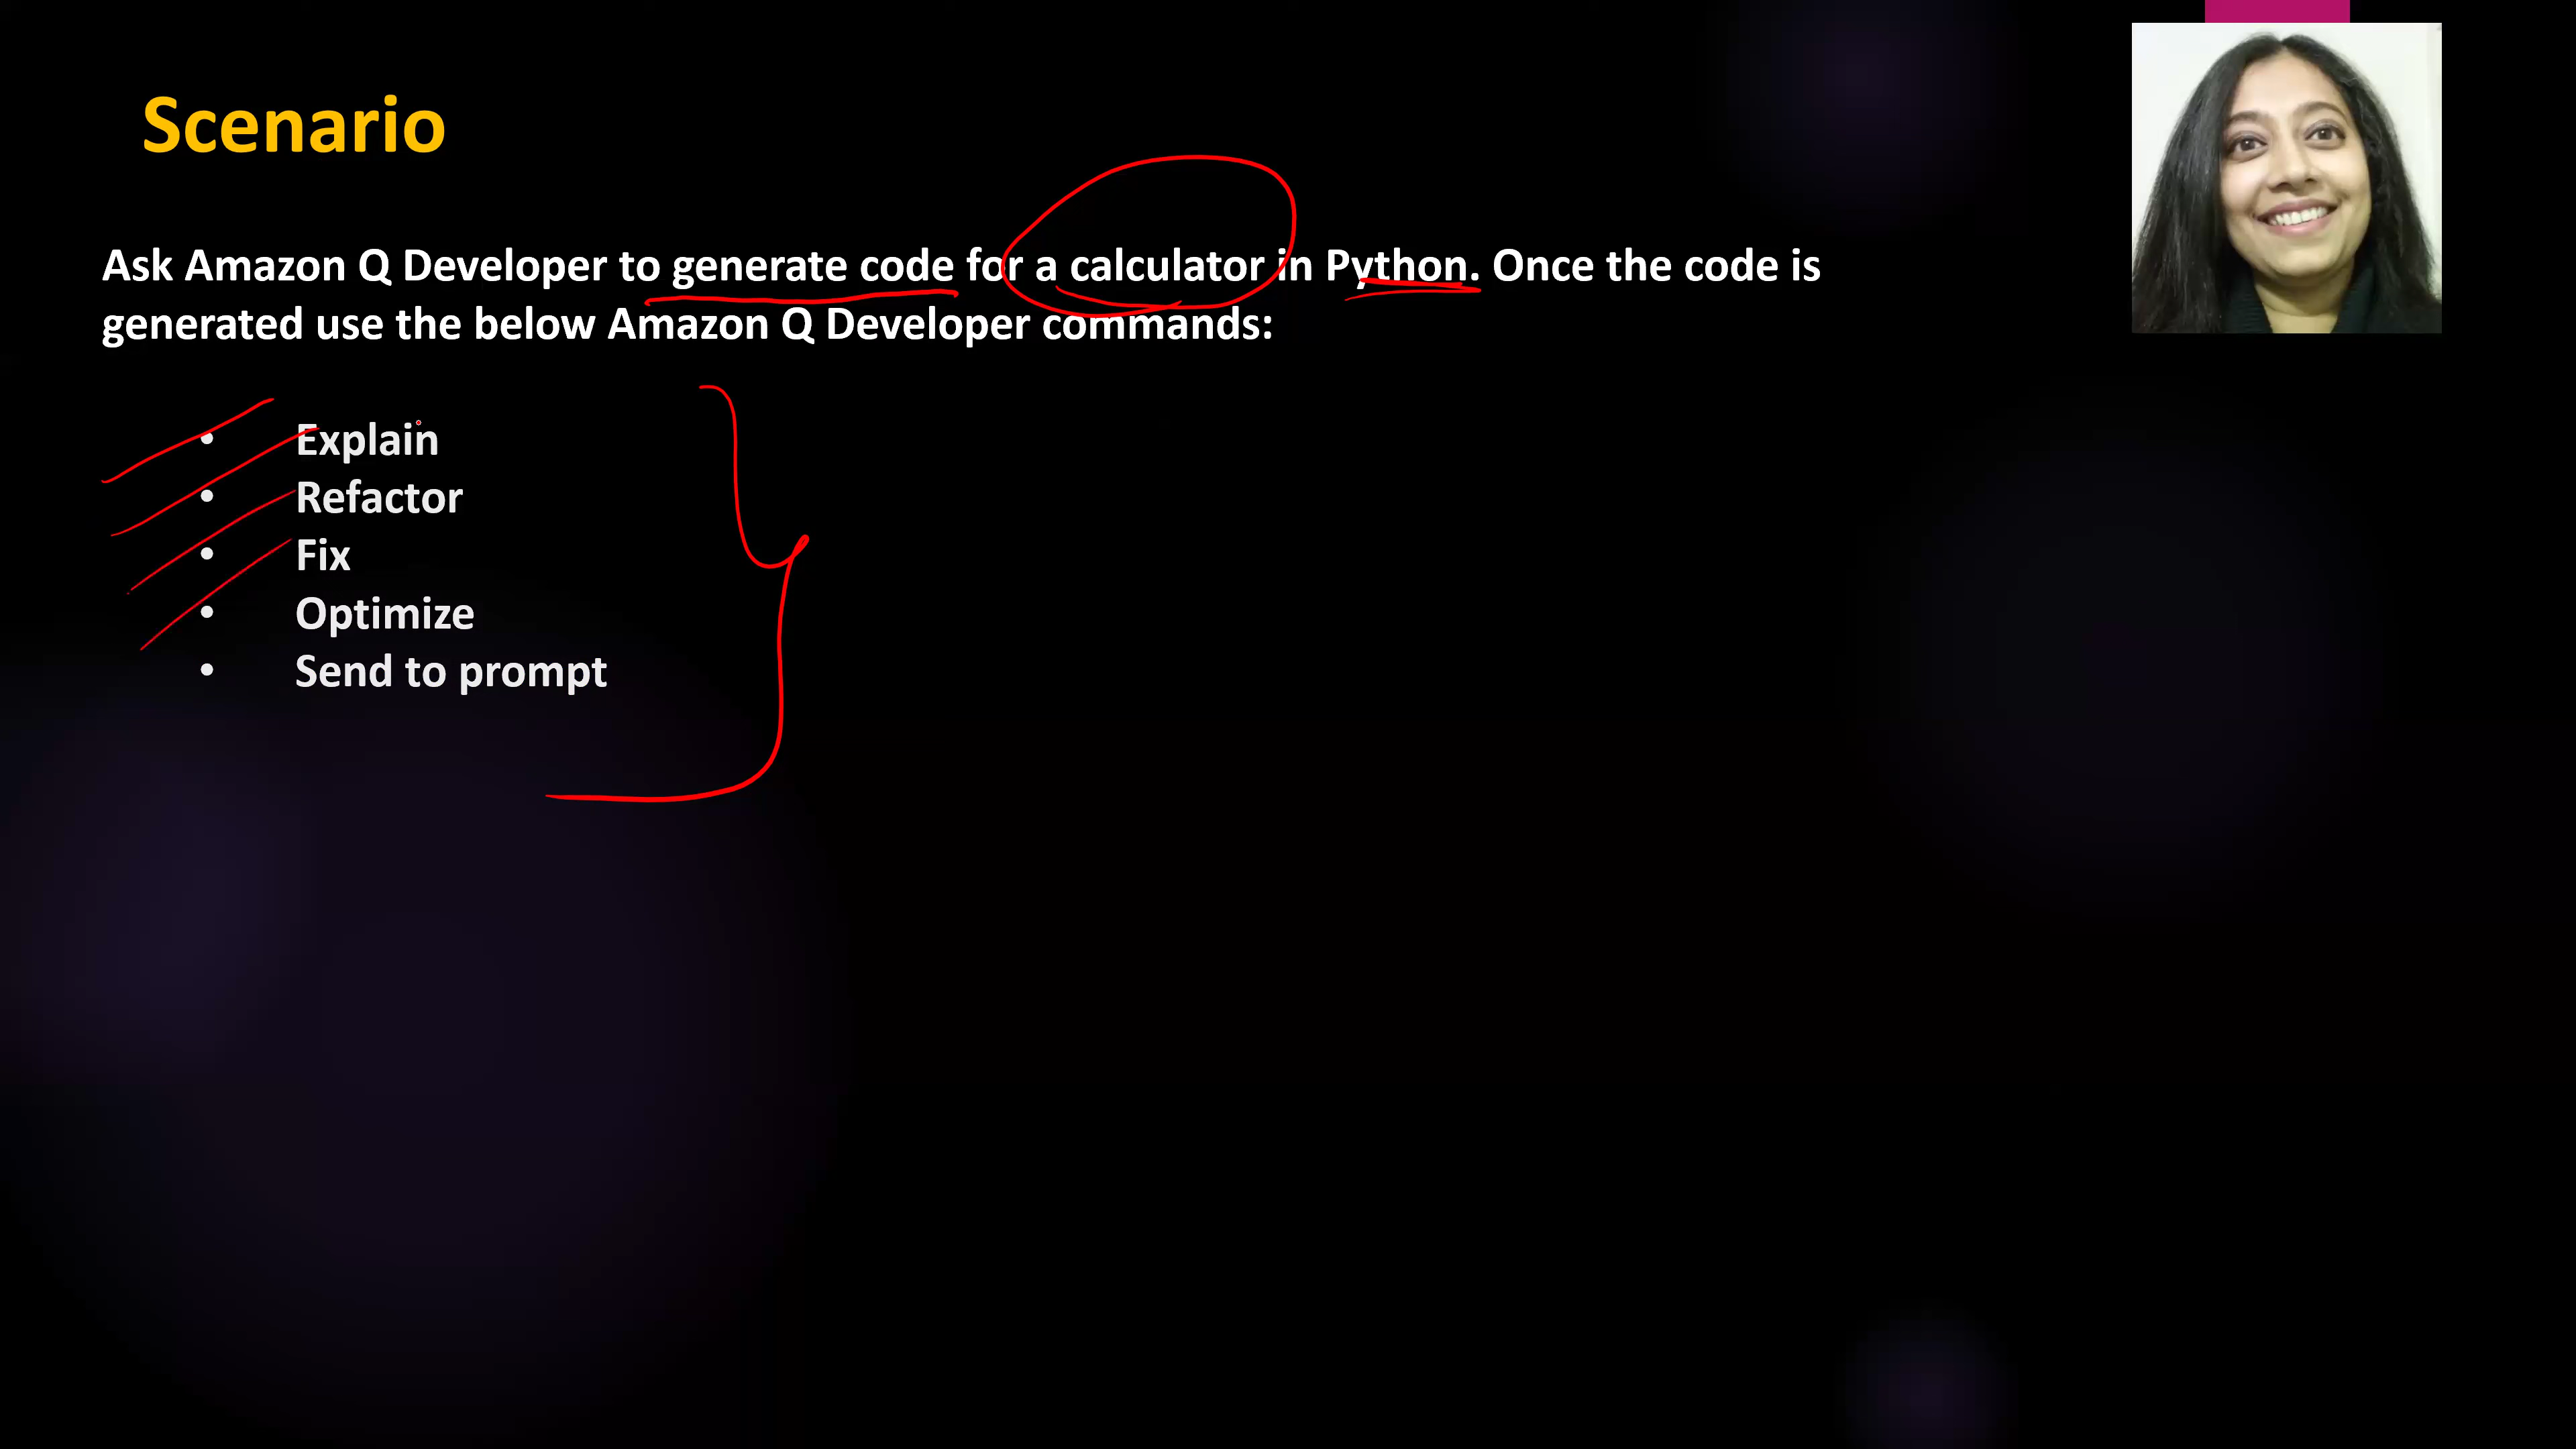 Scenario
Ask Amazon Q Developer to generate code for a calculator in Python. Once the code is
generated use the below Amazon Q Developer commands:
• Explain
• Refactor
• Fix
• Optimize
• Send to prompt